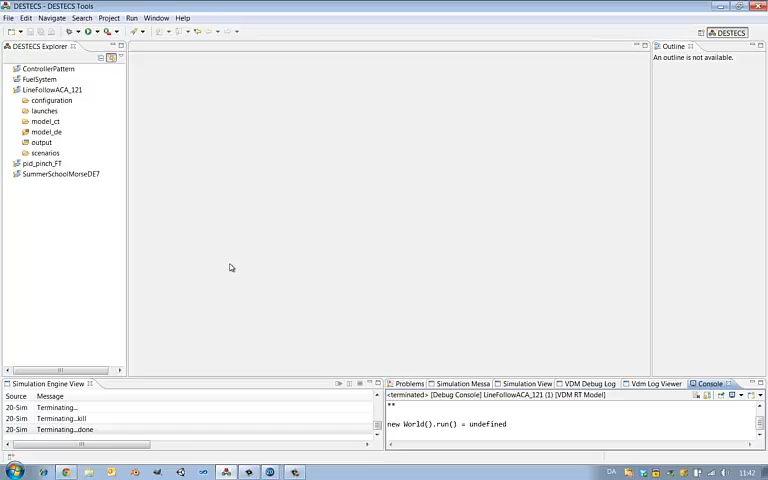 DESTECS - DESTECS Tools
File Edit Navigate Search Project Run Window Help
DESTECS
DESTECS Explorer
Outline
An outline is not available.
ControllerPattern
FuelSystem
LineFollowACA_121
configuration
launches
model_ct
model_de
output
scenarios
pid_pinch_FT
SummerSchoolMorseDE7
Simulation Engine View
Source Message
20-Sim Terminating...
20-Sim Terminating...kill
20-Sim Terminating...done
Problems Simulation Messa Simulation View VDM Debug Log Vdm Log Viewer Console
<terminated> [Debug Console] LineFollowACA_121 (1) [VDM RT Model]
**
new World().run() = undefined
DA 11:42